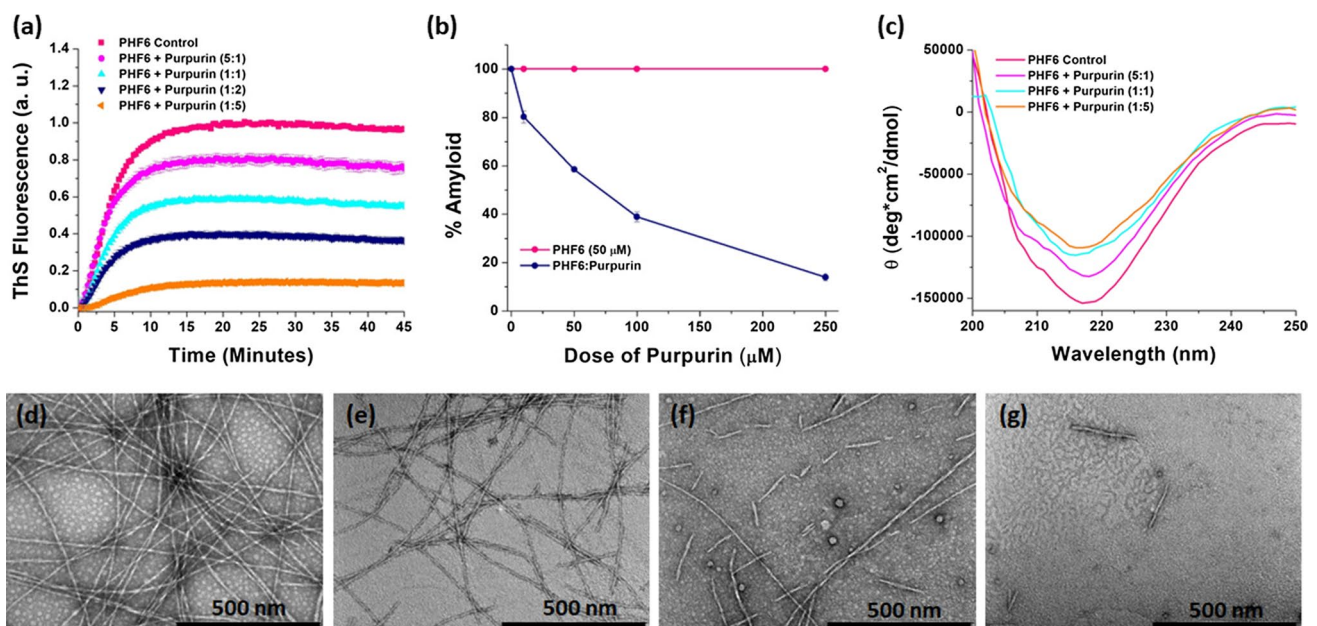 (a)
PHF6 Control
PHF6 + Purpurin (5:1)
PHF6 + Purpurin (1:1)
PHF6 + Purpurin (1:2)
PHF6 + Purpurin (1:5)
1.4
1.2
1.0
0.8
0.6
0.4
0.2
0.0
ThS Fluorescence (a. u.)
0 5 10 15 20 25 30 35 40 45
Time (Minutes)
(b)
100
80
60
40
20
0
% Amyloid
PHF6 (50 μM)
PHF6:Purpurin
0 50 100 150 200 250
Dose of Purpurin (μM)
(c)
PHF6 Control
PHF6 + Purpurin (5:1)
PHF6 + Purpurin (1:1)
PHF6 + Purpurin (1:5)
50000
0
-50000
-100000
-150000
θ (deg*cm²/dmol)
200 210 220 230 240 250
Wavelength (nm)
(d)
500 nm
(e)
500 nm
(f)
500 nm
(g)
500 nm